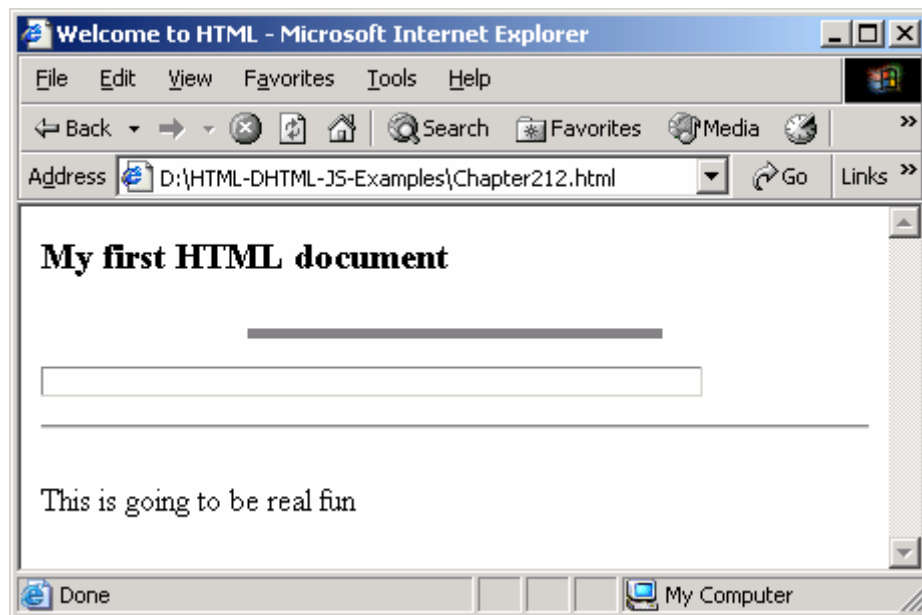 Welcome to HTML - Microsoft Internet Explorer
File Edit View Favorites Tools Help
Back Search Favorites Media »
Address D:\HTML-DHTML-JS-Examples\Chapter212.html Go Links »
My first HTML document
This is going to be real fun
Done My Computer